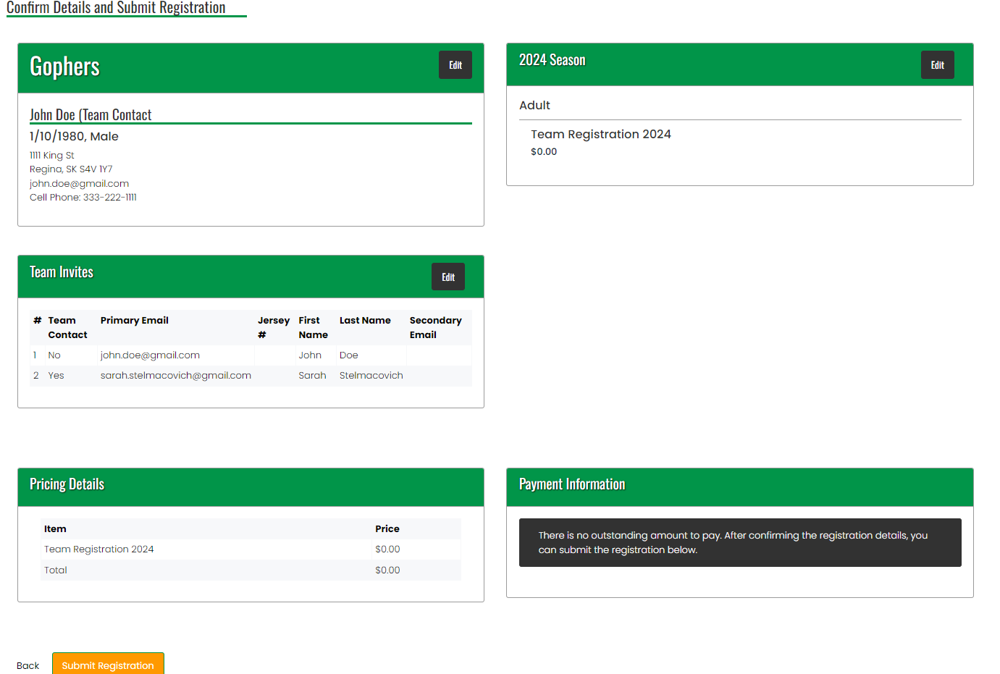 Confirm Details and Submit Registration
Gophers
Edit
John Doe (Team Contact
1/10/1980, Male
1111 King St
Regina, SK S4V 1Y7
john.doe@gmail.com
Cell Phone: 333-222-1111
2024 Season
Edit
Adult
Team Registration 2024
$0.00
Team Invites
Edit
# Team Contact Primary Email Jersey # First Name Last Name Secondary Email
1 No john.doe@gmail.com John Doe
2 Yes sarah.stelmacovich@gmail.com Sarah Stelmacovich
Pricing Details
Item Price
Team Registration 2024 $0.00
Total $0.00
Payment Information
There is no outstanding amount to pay. After confirming the registration details, you
can submit the registration below.
Back Submit Registration